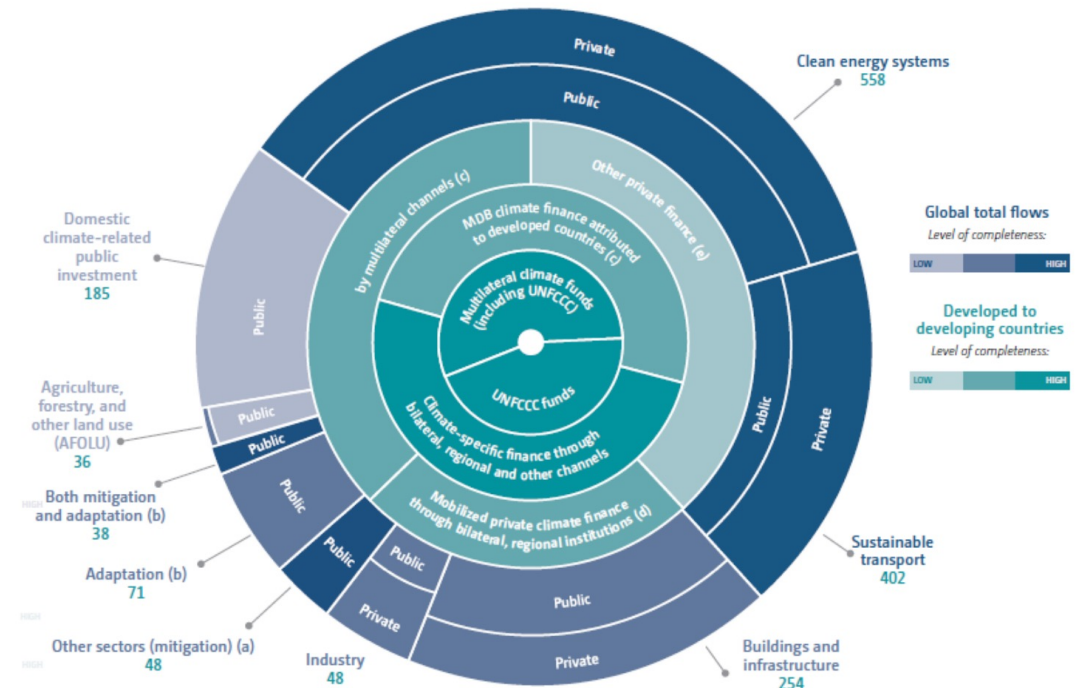 Private
Public
Clean energy systems
558
Other private finance (e)
by multilateral channels (c)
MDB climate finance attributed
to developed countries (c)
Multilateral climate funds
(including UNFCCC)
UNFCCC funds
Climate-specific finance through
bilateral, regional and other channels
Mobilized private climate finance
through bilateral, regional institutions (d)
Global total flows
Level of completeness:
LOW
HIGH
Developed to
developing countries
Level of completeness:
LOW
HIGH
Domestic
climate-related
public
investment
185
Public
Agriculture,
forestry, and
other land use
(AFOLU)
36
Public
Both mitigation
and adaptation (b)
38
Public
Adaptation (b)
71
Public
Other sectors (mitigation) (a)
48
Public
Industry
48
Public
Private
Buildings and
infrastructure
254
Public
Private
Sustainable
transport
402
Public
Private
HIGH
HIGH
HIGH